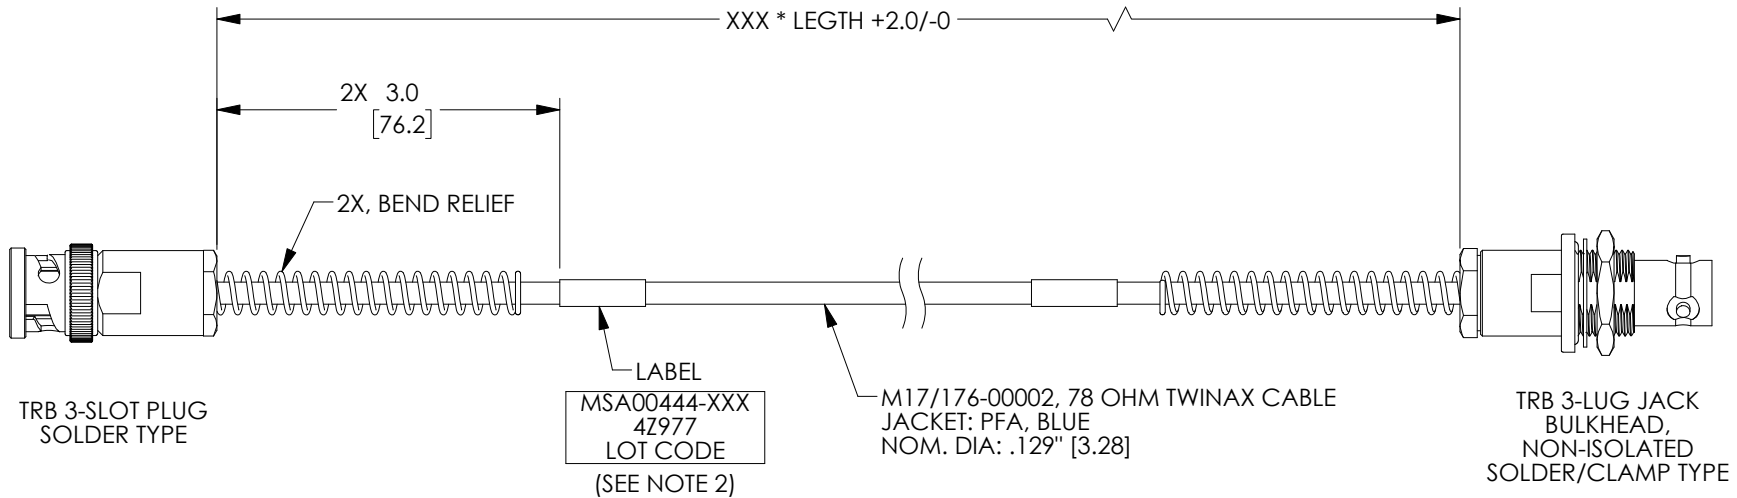 XXX * LEGTH +2.0/-0
2X 3.0
[76.2]
2X, BEND RELIEF
LABEL
MSA00444-XXX
4Z977
LOT CODE
(SEE NOTE 2)
M17/176-00002, 78 OHM TWINAX CABLE
JACKET: PFA, BLUE
NOM. DIA: .129" [3.28]
TRB 3-SLOT PLUG
SOLDER TYPE
TRB 3-LUG JACK
BULKHEAD,
NON-ISOLATED
SOLDER/CLAMP TYPE